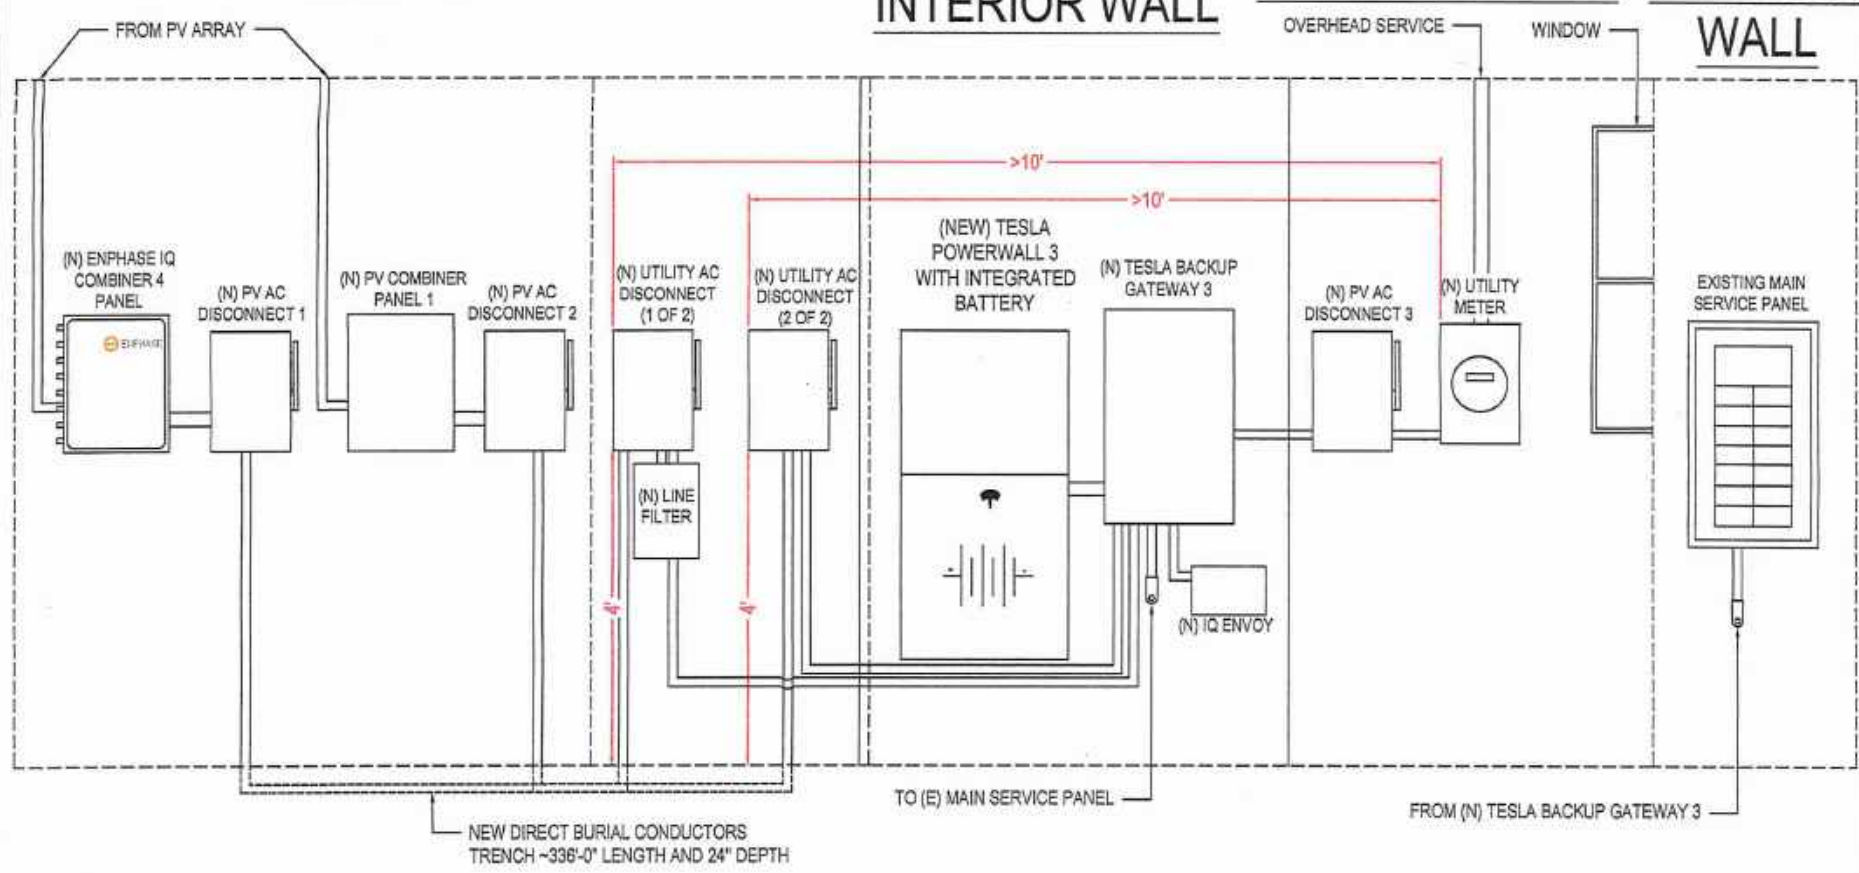 INTERIOR WALL
WALL
FROM PV ARRAY
OVERHEAD SERVICE
WINDOW
>10'
>10'
(N) ENPHASE IQ
COMBINER 4
PANEL
ENPHASE
(N) PV AC
DISCONNECT 1
(N) PV COMBINER
PANEL 1
(N) PV AC
DISCONNECT 2
(N) UTILITY AC
DISCONNECT
(1 OF 2)
(N) UTILITY AC
DISCONNECT
(2 OF 2)
(NEW) TESLA
POWERWALL 3
WITH INTEGRATED
BATTERY
(N) TESLA BACKUP
GATEWAY 3
(N) PV AC
DISCONNECT 3
(N) UTILITY
METER
EXISTING MAIN
SERVICE PANEL
(N) LINE
FILTER
4'
4'
(N) IQ ENVOY
TO (E) MAIN SERVICE PANEL
FROM (N) TESLA BACKUP GATEWAY 3
NEW DIRECT BURIAL CONDUCTORS
TRENCH ~336'-0" LENGTH AND 24" DEPTH